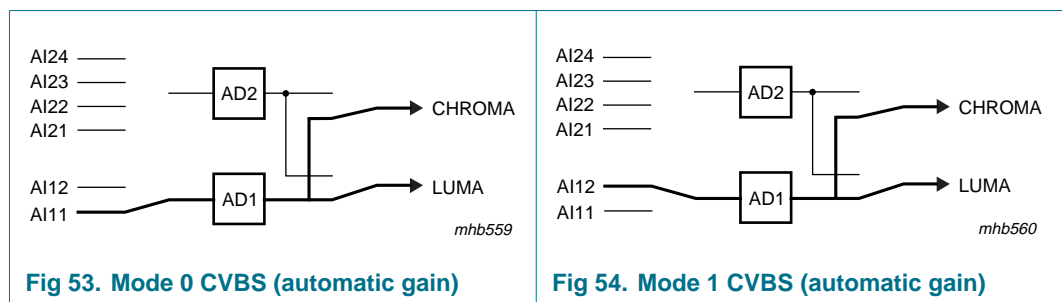 AI24
AI23
AI22
AI21
AD2
CHROMA
AI12
AI11
AD1
LUMA
mhb559
Fig 53. Mode 0 CVBS (automatic gain)
AI24
AI23
AI22
AI21
AD2
CHROMA
AI12
AI11
AD1
LUMA
mhb560
Fig 54. Mode 1 CVBS (automatic gain)